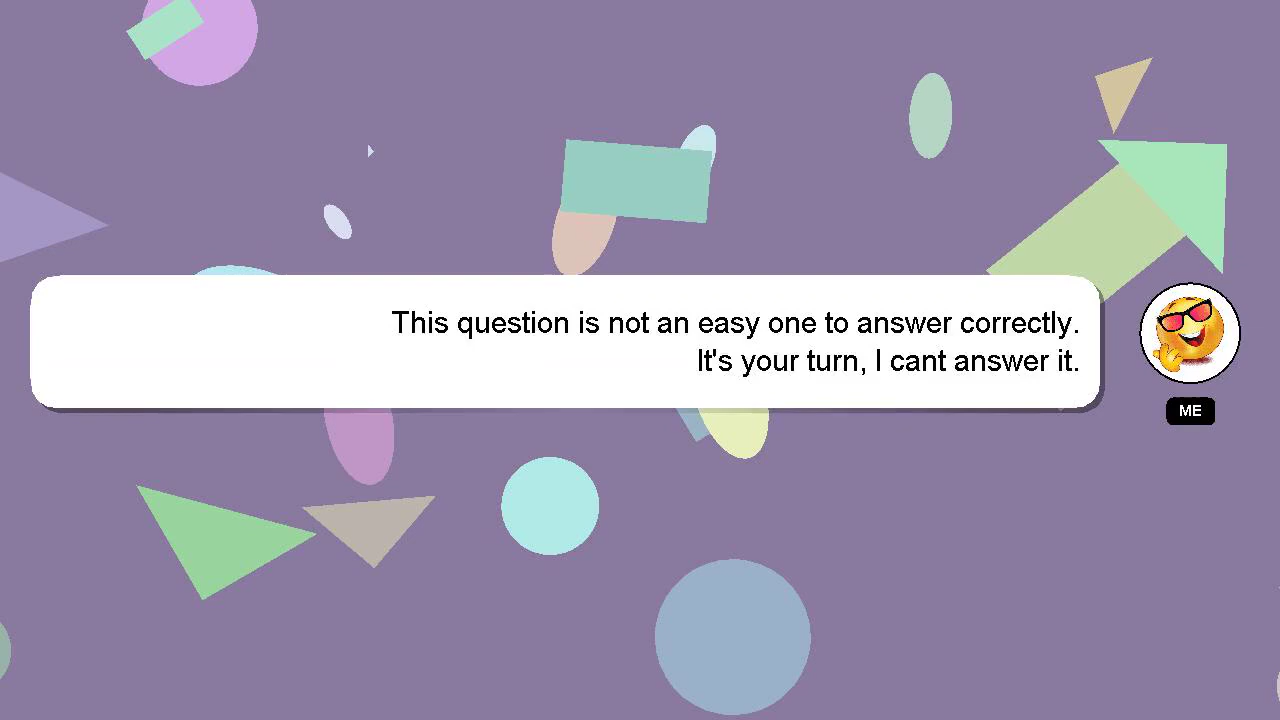 This question is not an easy one to answer correctly.
It's your turn, I cant answer it.
ME